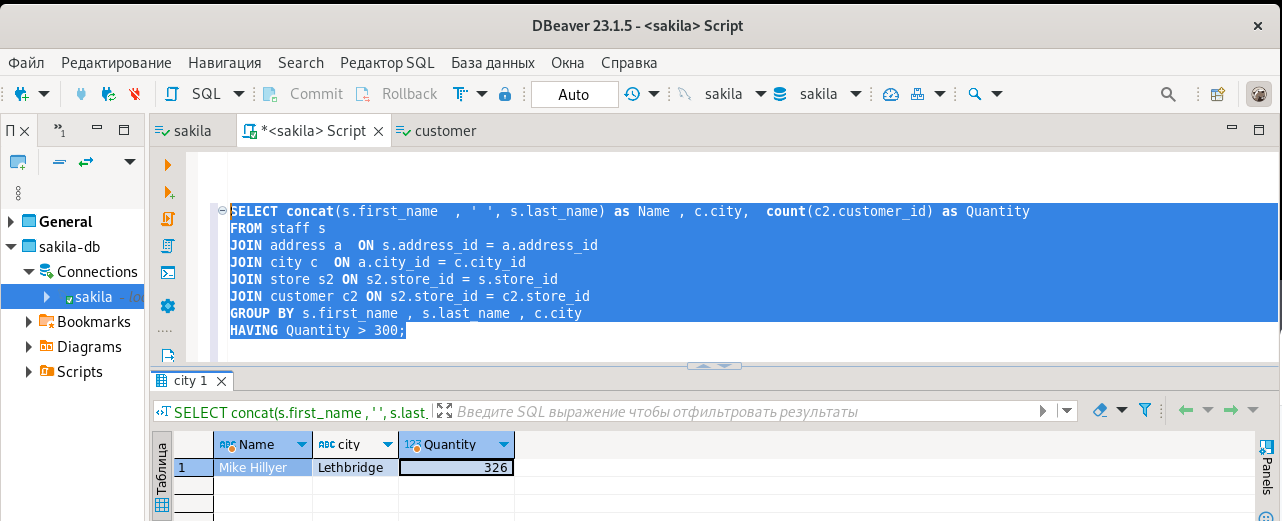 DBeaver 23.1.5 - <sakila> Script
Файл Редактирование Навигация Search Редактор SQL База данных Окна Справка
SQL Commit Rollback Auto sakila sakila
П sakila *<sakila> Script customer
General
sakila-db
Connections
sakila
Bookmarks
Diagrams
Scripts
SELECT concat(s.first_name  , ' ', s.last_name) as Name , c.city,  count(c2.customer_id) as Quantity
FROM staff s
JOIN address a  ON s.address_id = a.address_id
JOIN city c  ON a.city_id = c.city_id
JOIN store s2 ON s2.store_id = s.store_id
JOIN customer c2 ON s2.store_id = c2.store_id
GROUP BY s.first_name , s.last_name , c.city
HAVING Quantity > 300;
city 1
SELECT concat(s.first_name , ' ', s.last_ Введите SQL выражение чтобы отфильтровать результаты
Таблица
ABC Name ABC city 123 Quantity
1 Mike Hillyer Lethbridge 326
Panels